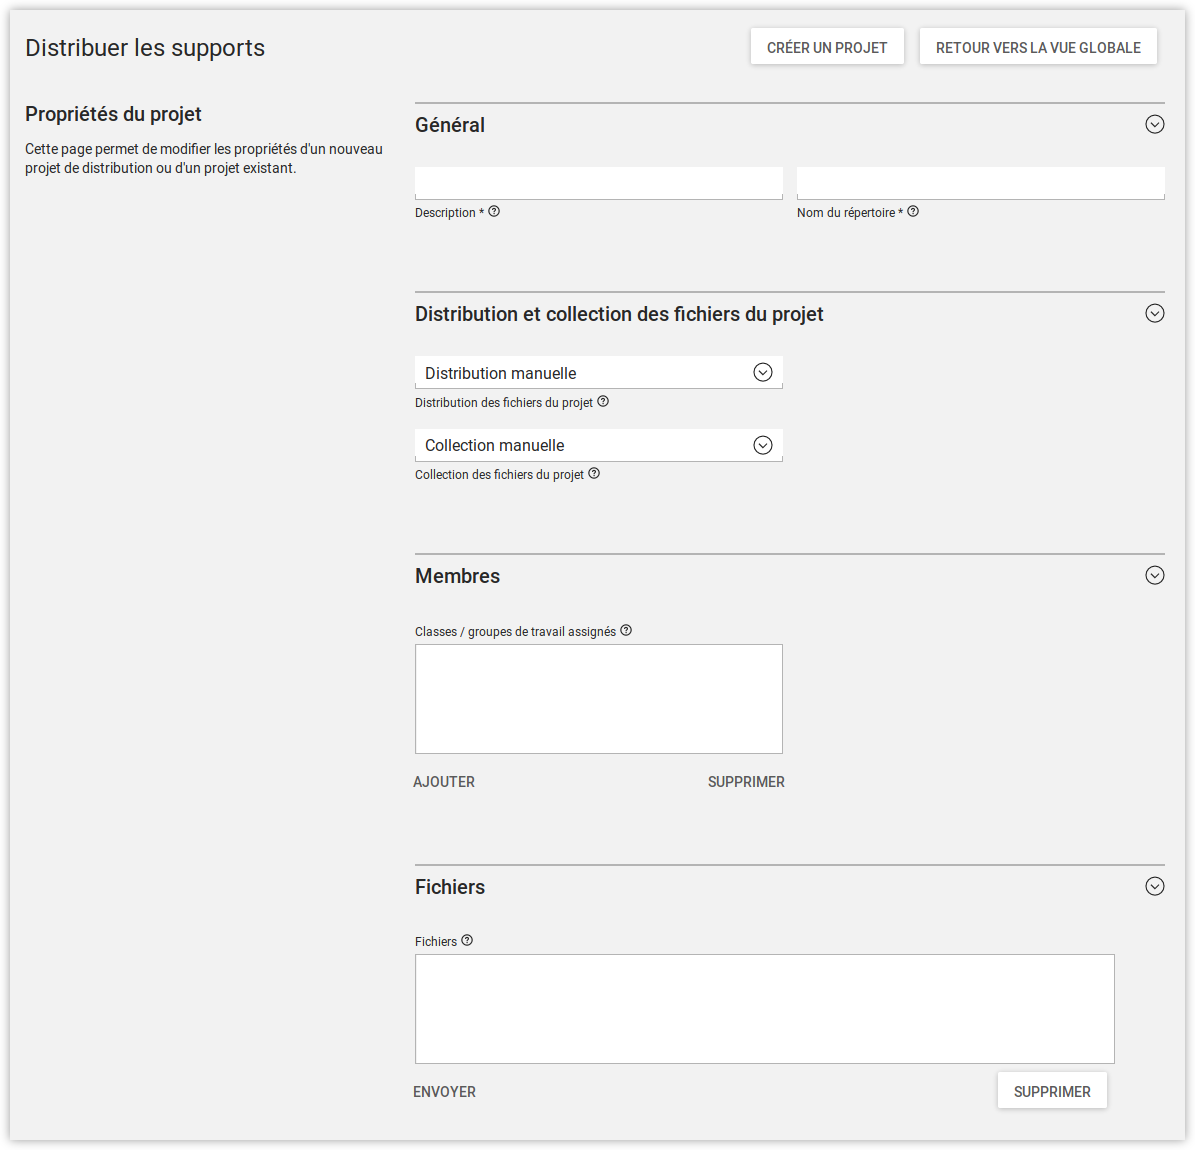 Distribuer les supports
CRÉER UN PROJET
RETOUR VERS LA VUE GLOBALE
Propriétés du projet
Cette page permet de modifier les propriétés d'un nouveau
projet de distribution ou d'un projet existant.
Général
Description *
Nom du répertoire *
Distribution et collection des fichiers du projet
Distribution manuelle
Distribution des fichiers du projet
Collection manuelle
Collection des fichiers du projet
Membres
Classes / groupes de travail assignés
AJOUTER
SUPPRIMER
Fichiers
Fichiers
ENVOYER
SUPPRIMER